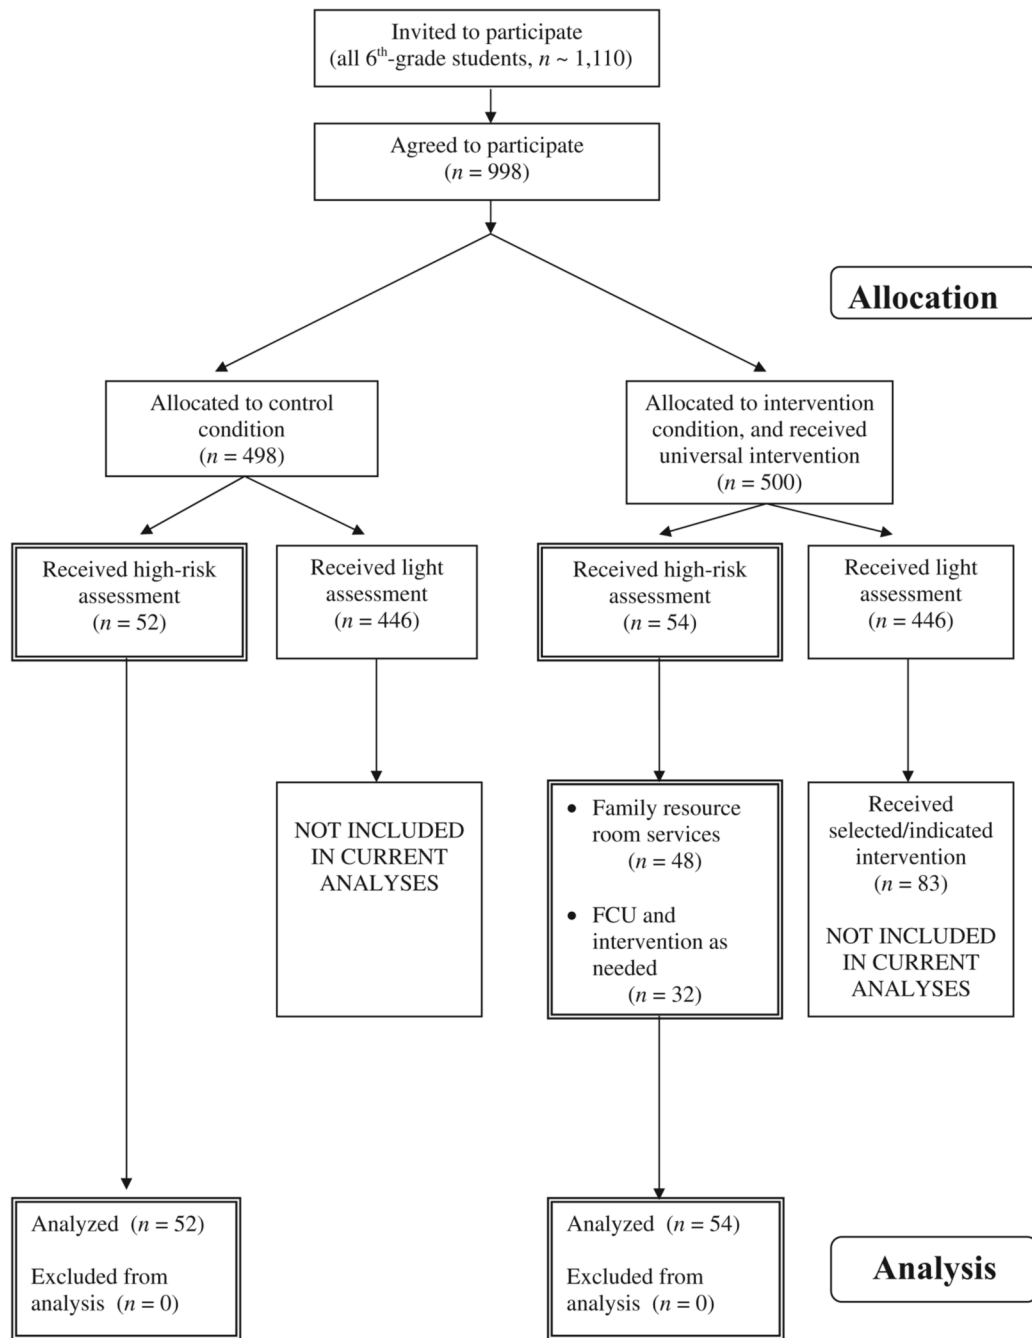 Invited to participate
(all 6th-grade students, n ~ 1,110)
Agreed to participate
(n = 998)
Allocation
Allocated to control
condition
(n = 498)
Allocated to intervention
condition, and received
universal intervention
(n = 500)
Received high-risk
assessment
(n = 52)
Received light
assessment
(n = 446)
Received high-risk
assessment
(n = 54)
Received light
assessment
(n = 446)
NOT INCLUDED
IN CURRENT
ANALYSES
• Family resource
room services
(n = 48)
• FCU and
intervention as
needed
(n = 32)
Received
selected/indicated
intervention
(n = 83)
NOT INCLUDED
IN CURRENT
ANALYSES
Analyzed (n = 52)
Excluded from
analysis (n = 0)
Analyzed (n = 54)
Excluded from
analysis (n = 0)
Analysis